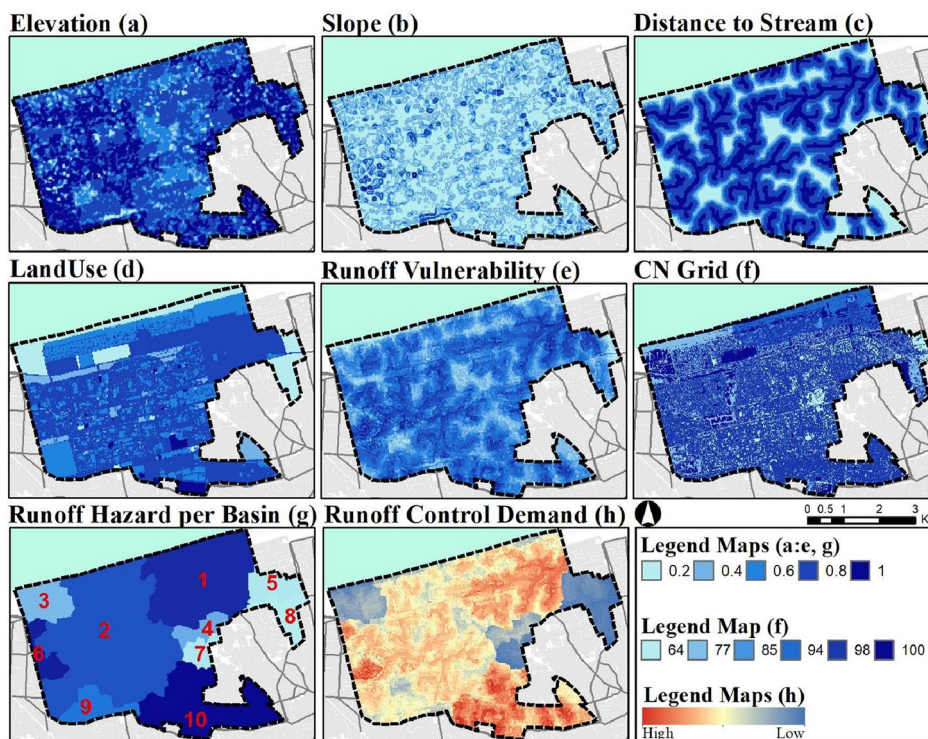 Elevation (a)
Slope (b)
Distance to Stream (c)
LandUse (d)
Runoff Vulnerability (e)
CN Grid (f)
Runoff Hazard per Basin (g)
Runoff Control Demand (h)
0 0.5 1 2 3
K
1
2
3
4
5
6
7
8
9
10
Legend Maps (a:e, g)
0.2 0.4 0.6 0.8 1
Legend Map (f)
64 77 85 94 98 100
Legend Maps (h)
High Low